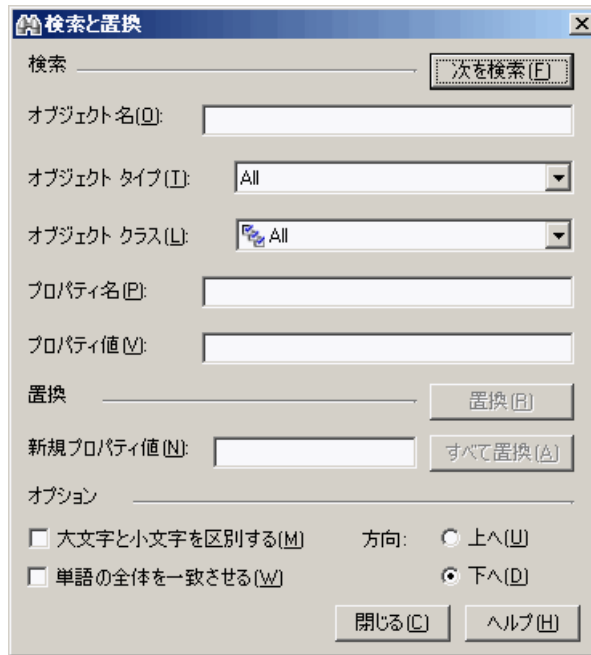 検索と置換
検索
次を検索(F)
オブジェクト名(O):
オブジェクト タイプ(T):
All
オブジェクト クラス(L):
All
プロパティ名(P):
プロパティ値(V):
置換
置換(R)
新規プロパティ値(N):
すべて置換(A)
オプション
大文字と小文字を区別する(M)
方向:
上へ(U)
単語の全体を一致させる(W)
下へ(D)
閉じる(C)
ヘルプ(H)